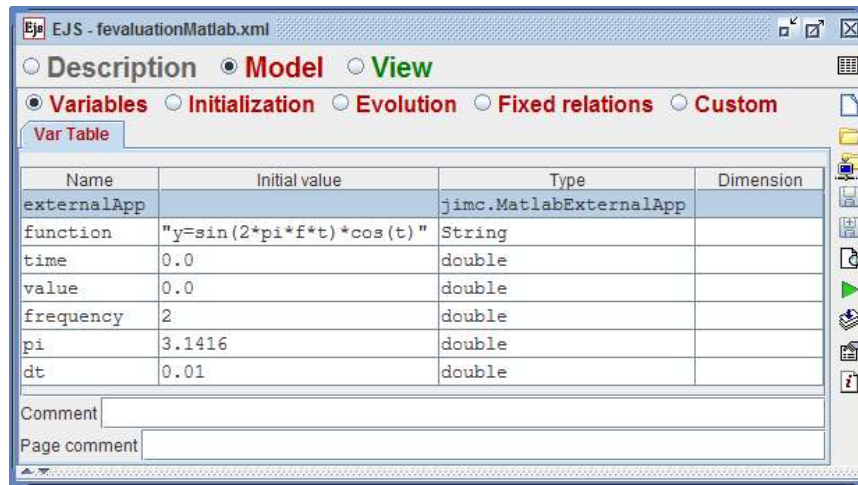 Ejs EJS - fevaluationMatlab.xml
Description Model View
Variables Initialization Evolution Fixed relations Custom
Var Table
Name Initial value Type Dimension
externalApp jimc.MatlabExternalApp
function "y=sin(2*pi*f*t)*cos(t)" String
time 0.0 double
value 0.0 double
frequency 2 double
pi 3.1416 double
dt 0.01 double
Comment
Page comment